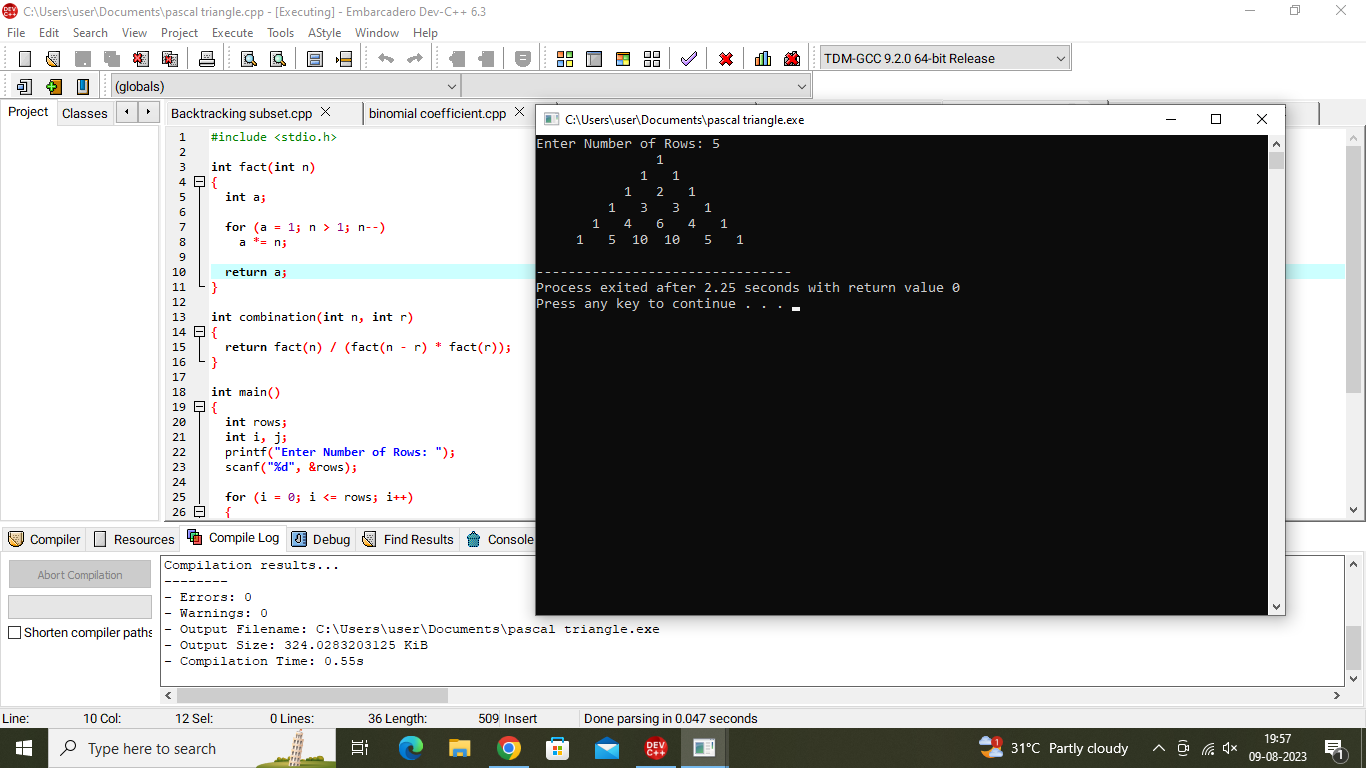 C:\Users\user\Documents\pascal triangle.cpp - [Executing] - Embarcadero Dev-C++ 6.3
File Edit Search View Project Execute Tools AStyle Window Help
TDM-GCC 9.2.0 64-bit Release
(globals)
Project Classes
Backtracking subset.cpp binomial coefficient.cpp
1 #include <stdio.h>
2
3 int fact(int n)
4 {
5 int a;
6
7 for (a = 1; n > 1; n--)
8 a *= n;
9
10 return a;
11 }
12
13 int combination(int n, int r)
14 {
15 return fact(n) / (fact(n - r) * fact(r));
16 }
17
18 int main()
19 {
20 int rows;
21 int i, j;
22 printf("Enter Number of Rows: ");
23 scanf("%d", &rows);
24
25 for (i = 0; i <= rows; i++)
26 {
C:\Users\user\Documents\pascal triangle.exe
Enter Number of Rows: 5
1
1 1
1 2 1
1 3 3 1
1 4 6 4 1
1 5 10 10 5 1
--------------------------------
Process exited after 2.25 seconds with return value 0
Press any key to continue . . .
Compiler Resources Compile Log Debug Find Results Console
Abort Compilation
Shorten compiler paths
Compilation results...
--------
- Errors: 0
- Warnings: 0
- Output Filename: C:\Users\user\Documents\pascal triangle.exe
- Output Size: 324.0283203125 KiB
- Compilation Time: 0.55s
Line: 10 Col: 12 Sel: 0 Lines: 36 Length: 509 Insert Done parsing in 0.047 seconds
Type here to search
DEV C++
31°C Partly cloudy
19:57
09-08-2023
1